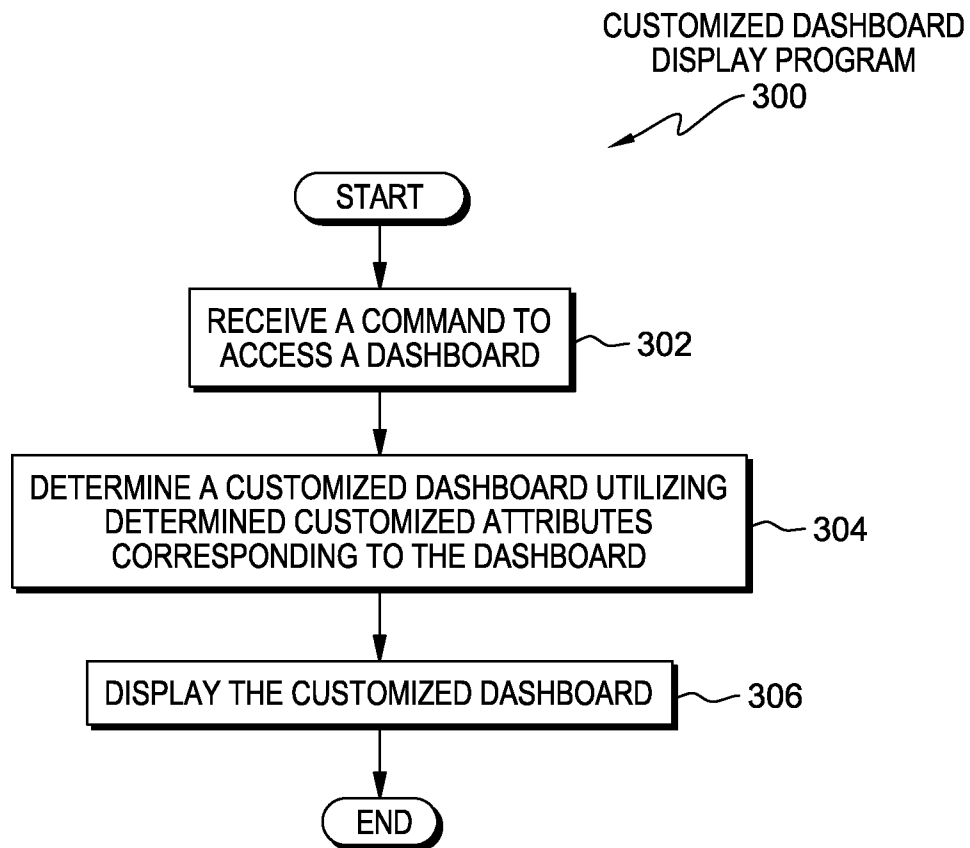 CUSTOMIZED DASHBOARD
DISPLAY PROGRAM
300
START
RECEIVE A COMMAND TO
ACCESS A DASHBOARD
302
DETERMINE A CUSTOMIZED DASHBOARD UTILIZING
DETERMINED CUSTOMIZED ATTRIBUTES
CORRESPONDING TO THE DASHBOARD
304
DISPLAY THE CUSTOMIZED DASHBOARD
306
END